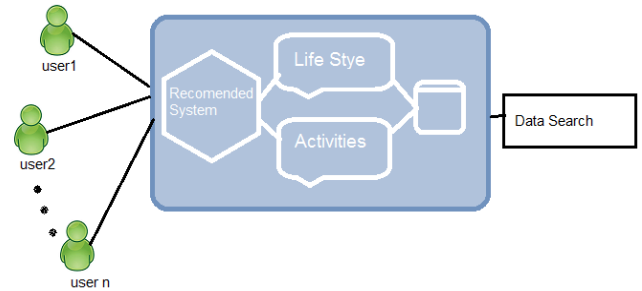 user1
user2
user n
Recomended
System
Life Stye
Activities
Data Search